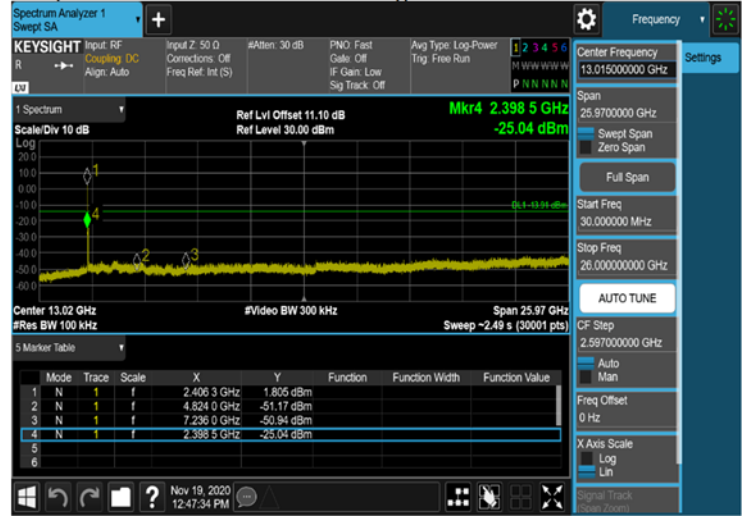 Spectrum Analyzer 1
Swept SA
+
Frequency
KEYSIGHT
R
Input: RF
Coupling: DC
Align: Auto
Input Z: 50 Ω
Corrections: Off
Freq Ref: Int (S)
#Atten: 30 dB
PNO: Fast
Gate: Off
IF Gain: Low
Sig Track: Off
Avg Type: Log-Power
Trig: Free Run
1 2 3 4 5 6
M W W W W W
P N N N N N
LXI
1 Spectrum
Scale/Div 10 dB
Ref Lvl Offset 11.10 dB
Ref Level 30.00 dBm
Mkr4 2.398 5 GHz
-25.04 dBm
Log
20.0
10.0
0.00
-10.0
-20.0
-30.0
-40.0
-50.0
-60.0
1
4
2
3
DL1 -13.91 dBm
Center 13.02 GHz
#Res BW 100 kHz
#Video BW 300 kHz
Span 25.97 GHz
Sweep ~2.49 s (30001 pts)
5 Marker Table
Mode Trace Scale X Y Function Function Width Function Value
1 N 1 f 2.406 3 GHz 1.805 dBm
2 N 1 f 4.824 0 GHz -51.17 dBm
3 N 1 f 7.236 0 GHz -50.94 dBm
4 N 1 f 2.398 5 GHz -25.04 dBm
5
6
?
Nov 19, 2020
12:47:34 PM
Center Frequency
13.015000000 GHz
Settings
Span
25.9700000 GHz
Swept Span
Zero Span
Full Span
Start Freq
30.000000 MHz
Stop Freq
26.000000000 GHz
AUTO TUNE
CF Step
2.597000000 GHz
Auto
Man
Freq Offset
0 Hz
X Axis Scale
Log
Lin
Signal Track
(Span Zoom)